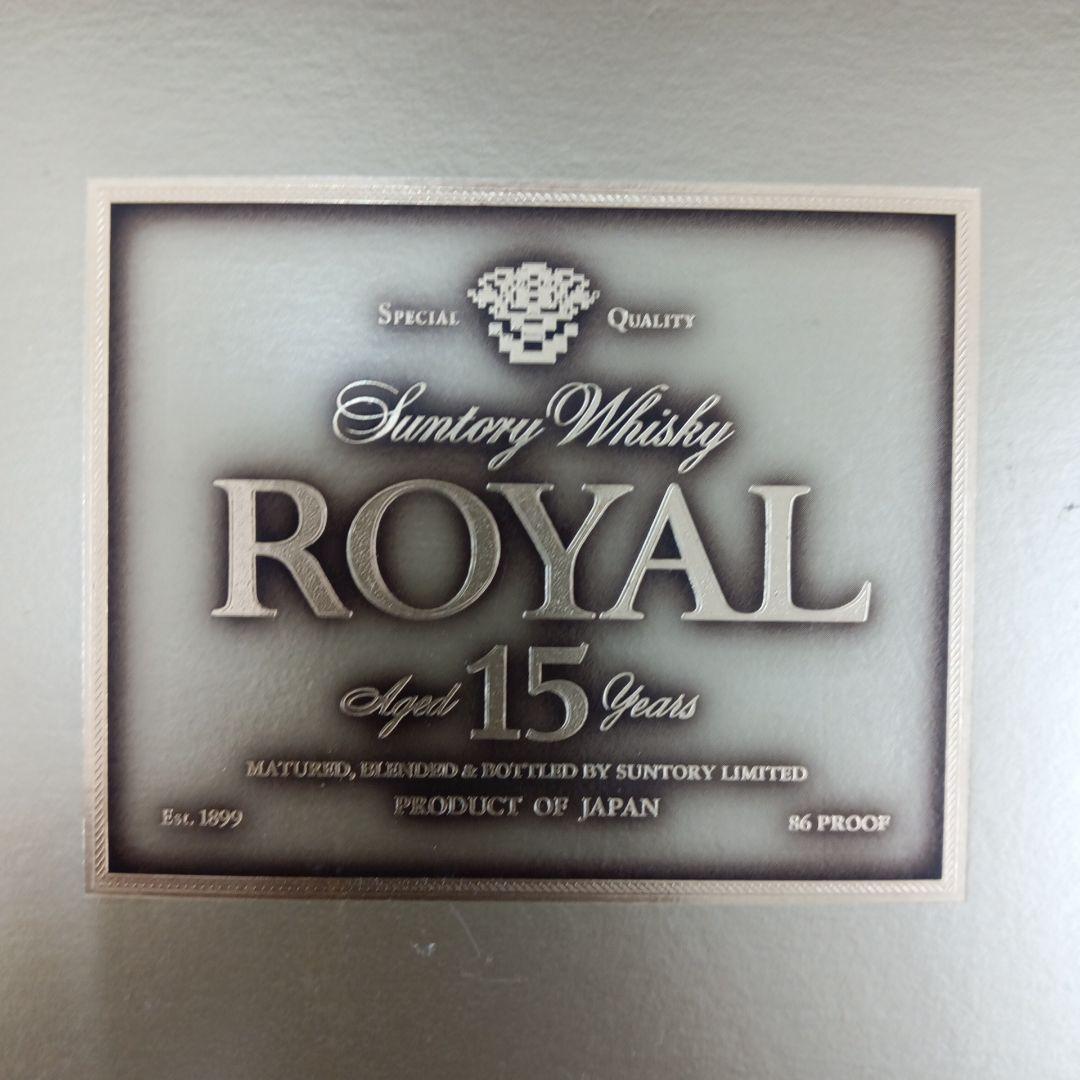 SPECIAL QUALITY
Suntory Whisky
ROYAL
Aged 15 Years
MATURED, BLENDED & BOTTLED BY SUNTORY LIMITED
PRODUCT OF JAPAN
Est. 1899
86 PROOF